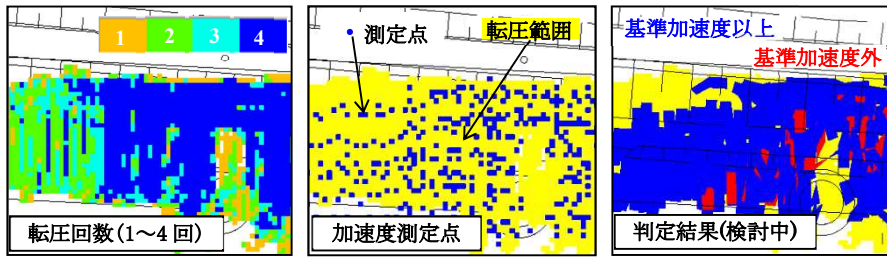 1 2 3 4
転圧回数(1～4回)
測定点
転圧範囲
加速度測定点
基準加速度以上
基準加速度外
判定結果(検討中)